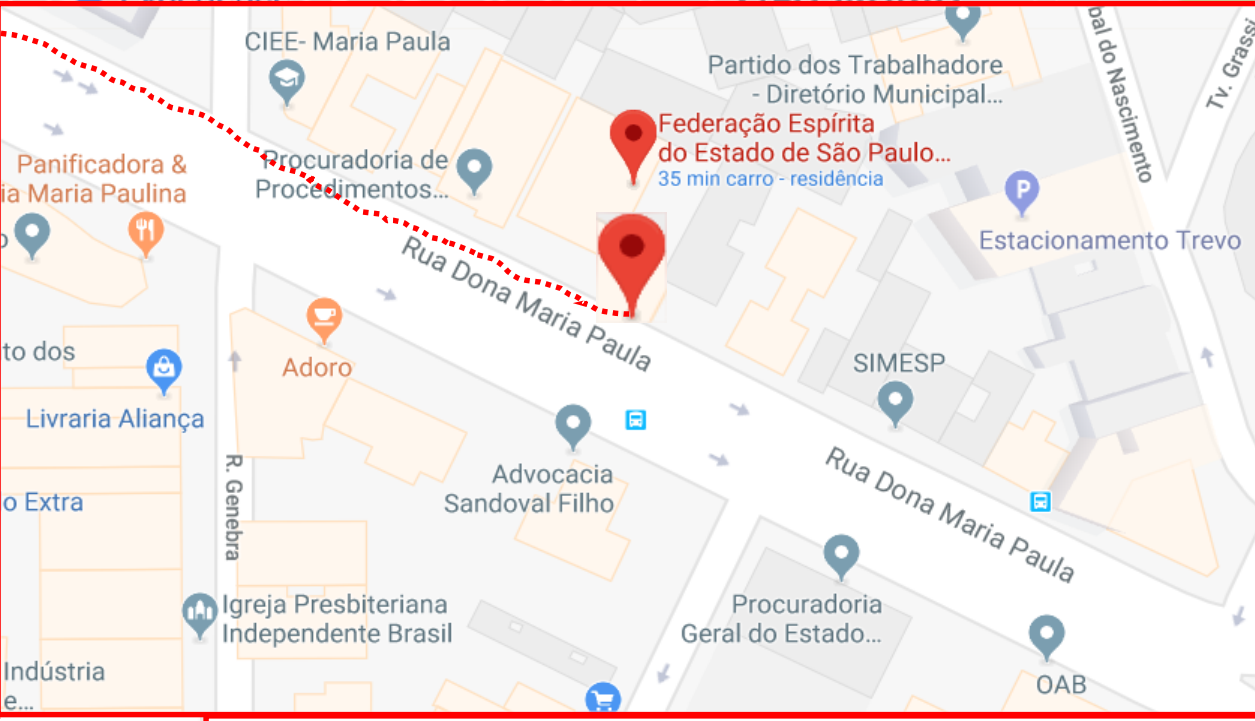 CIEE- Maria Paula
Partido dos Trabalhadore
- Diretório Municipal...
bal do Nascimento
Tv. Grassi
Federação Espírita
do Estado de São Paulo...
35 min carro - residência
Panificadora &
ia Maria Paulina
Procuradoria de
Procedimentos...
P
Estacionamento Trevo
Rua Dona Maria Paula
to dos
Adoro
SIMESP
Livraria Aliança
Advocacia
Sandoval Filho
Rua Dona Maria Paula
R. Genebra
o Extra
Igreja Presbiteriana
Independente Brasil
Procuradoria
Geral do Estado...
Indústria
e...
OAB